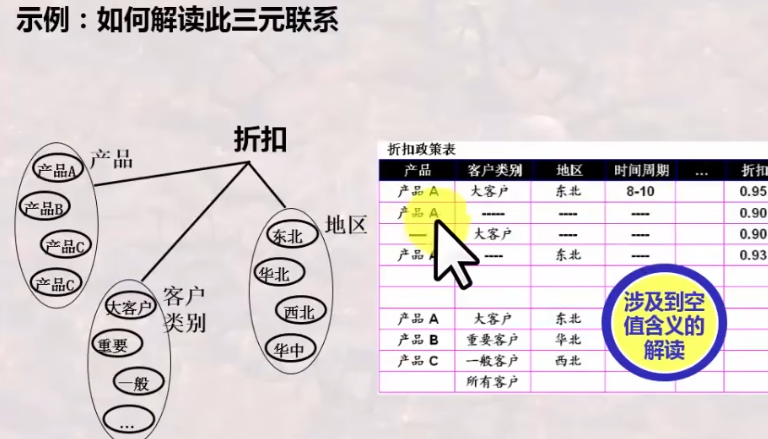 示例：如何解读此三元联系
折扣
产品
产品A
产品B
产品C
产品C
客户
类别
大客户
重要
一般
...
地区
东北
华北
西北
华中
折扣政策表
产品 客户类别 地区 时间周期 ... 折扣
产品 A 大客户 东北 8-10 0.95
产品 A ----- ---- ---- 0.90
---- 大客户 ---- ---- 0.90
产品 A ---- 东北 ---- 0.93
产品 A 大客户 东北
产品 B 重要客户 华北
产品 C 一般客户 西北
所有客户
涉及到空
值含义的
解读